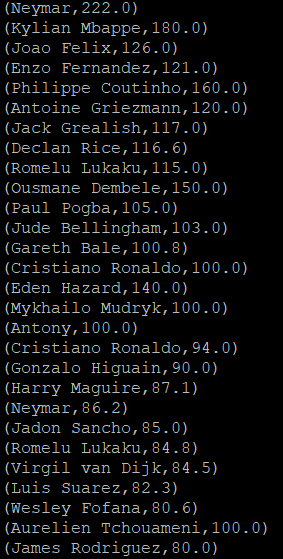 (Neymar,222.0)
(Kylian Mbappe,180.0)
(Joao Felix,126.0)
(Enzo Fernandez,121.0)
(Philippe Coutinho,160.0)
(Antoine Griezmann,120.0)
(Jack Grealish,117.0)
(Declan Rice,116.6)
(Romelu Lukaku,115.0)
(Ousmane Dembele,150.0)
(Paul Pogba,105.0)
(Jude Bellingham,103.0)
(Gareth Bale,100.8)
(Cristiano Ronaldo,100.0)
(Eden Hazard,140.0)
(Mykhailo Mudryk,100.0)
(Antony,100.0)
(Cristiano Ronaldo,94.0)
(Gonzalo Higuain,90.0)
(Harry Maguire,87.1)
(Neymar,86.2)
(Jadon Sancho,85.0)
(Romelu Lukaku,84.8)
(Virgil van Dijk,84.5)
(Luis Suarez,82.3)
(Wesley Fofana,80.6)
(Aurelien Tchouameni,100.0)
(James Rodriguez,80.0)